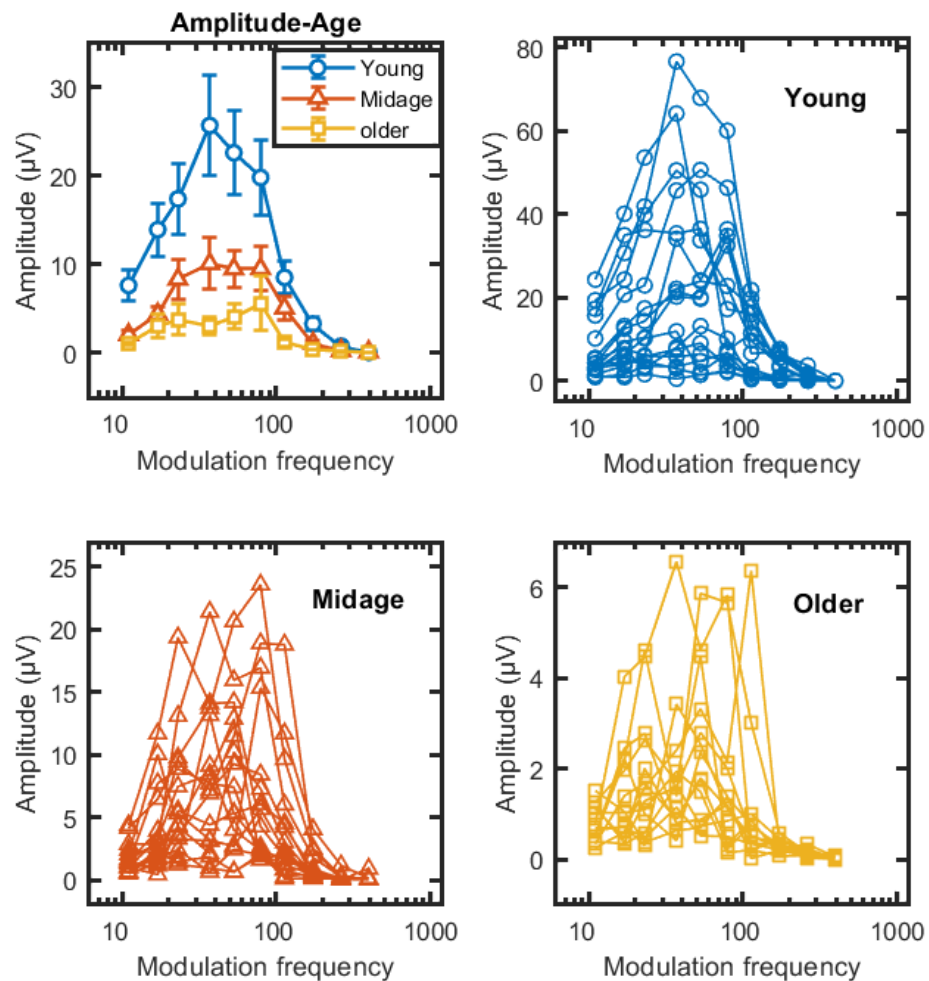 Amplitude-Age
30
20
10
0
Amplitude (µV)
Young
Midage
older
10
100
1000
Modulation frequency
80
60
40
20
0
Amplitude (µV)
Young
10
100
1000
Modulation frequency
25
20
15
10
5
0
Amplitude (µV)
Midage
10
100
1000
Modulation frequency
6
4
2
0
Amplitude (µV)
Older
10
100
1000
Modulation frequency